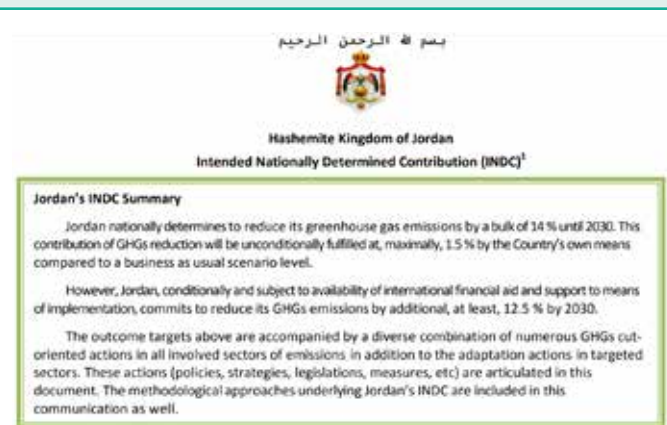 بسم الله الرحمن الرحيم
Hashemite Kingdom of Jordan
Intended Nationally Determined Contribution (INDC)¹
Jordan's INDC Summary
Jordan nationally determines to reduce its greenhouse gas emissions by a bulk of 14 % until 2030. This
contribution of GHGs reduction will be unconditionally fulfilled at, maximally, 1.5 % by the Country's own means
compared to a business as usual scenario level.
However, Jordan, conditionally and subject to availability of international financial aid and support to means
of implementation, commits to reduce its GHGs emissions by additional, at least, 12.5 % by 2030.
The outcome targets above are accompanied by a diverse combination of numerous GHGs cut-
oriented actions in all involved sectors of emissions in addition to the adaptation actions in targeted
sectors. These actions (policies, strategies, legislations, measures, etc) are articulated in this
document. The methodological approaches underlying Jordan's INDC are included in this
communication as well.